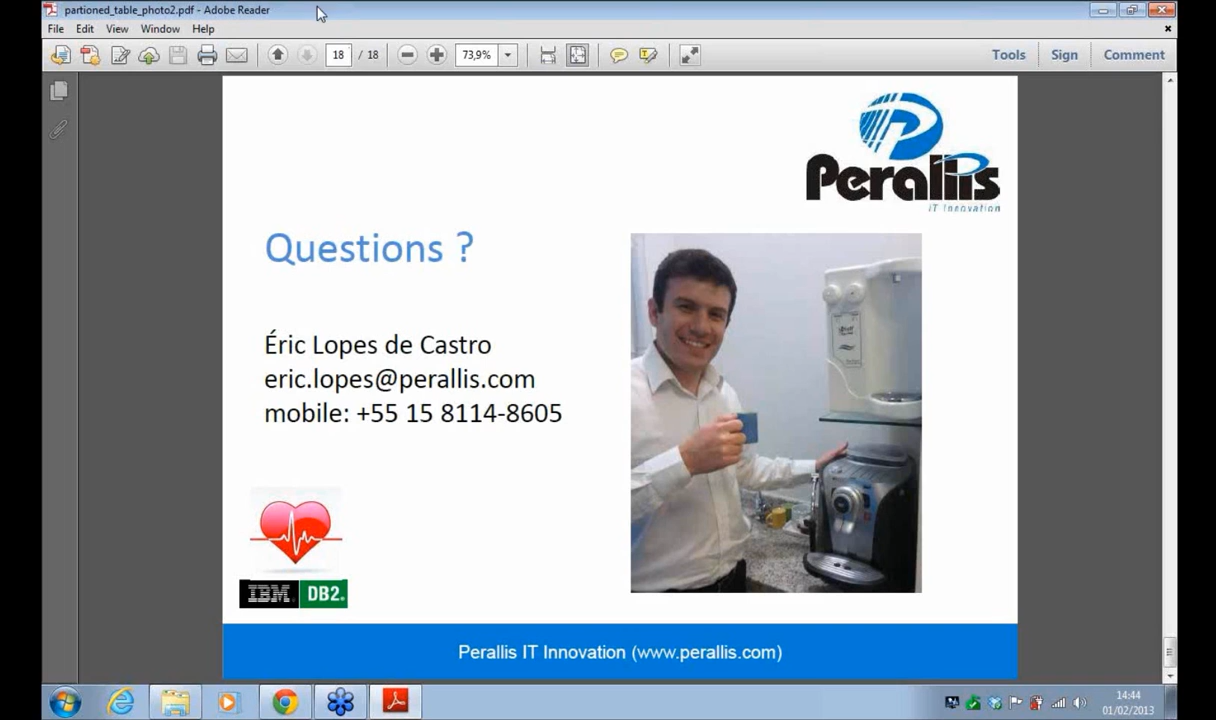 partioned_table_photo2.pdf - Adobe Reader
File Edit View Window Help
18 / 18 73,9% Tools Sign Comment
Perallis
IT Innovation
Questions ?
Éric Lopes de Castro
eric.lopes@perallis.com
mobile: +55 15 8114-8605
IBM. DB2.
Perallis IT Innovation (www.perallis.com)
14:44
01/02/2013